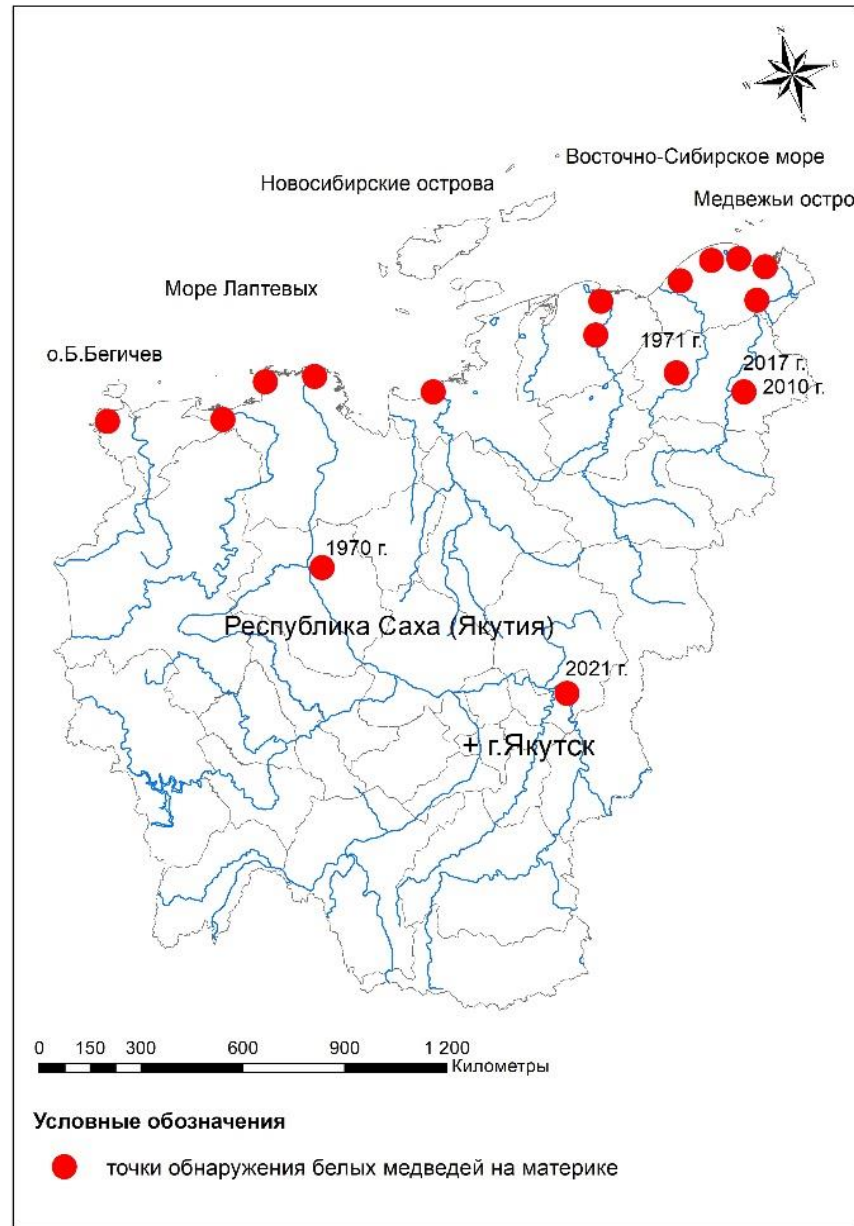 N
W
E
S
Восточно-Сибирское море
Новосибирские острова
Медвежьи остро
Море Лаптевых
о.Б.Бегичев
1971 г.
2017 г.
2010 г.
1970 г.
Республика Саха (Якутия)
2021 г.
+ г.Якутск
0 150 300 600 900 1 200
Километры
Условные обозначения
точки обнаружения белых медведей на материке